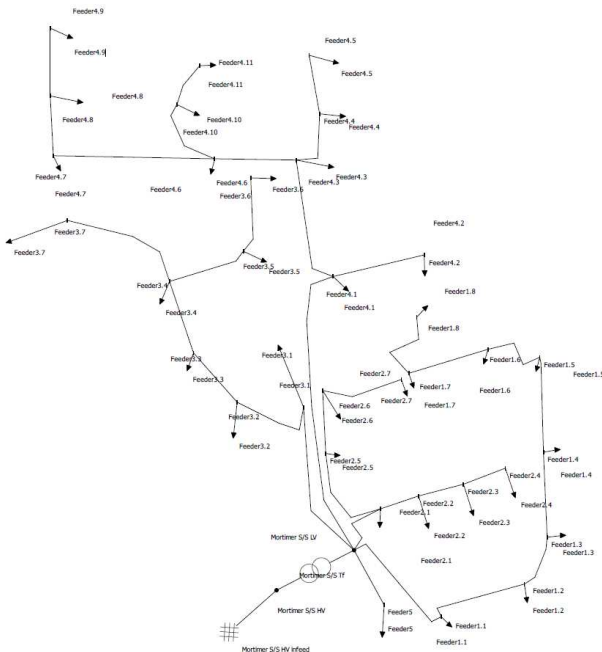 Feeder4.9
Feeder4.9
Feeder4.5
Feeder4.11
Feeder4.5
Feeder4.11
Feeder4.8
Feeder4.8
Feeder4.10
Feeder4.4
Feeder4.4
Feeder4.10
Feeder4.7
Feeder4.7
Feeder4.6
Feeder4.6
Feeder3.6
Feeder3.6
Feeder4.3
Feeder4.3
Feeder3.7
Feeder3.7
Feeder4.2
Feeder3.5
Feeder3.5
Feeder4.2
Feeder3.4
Feeder3.4
Feeder4.1
Feeder4.1
Feeder1.8
Feeder1.8
Feeder3.1
Feeder3.3
Feeder3.3
Feeder1.6
Feeder1.5
Feeder1.5
Feeder2.7
Feeder3.1
Feeder2.7
Feeder1.7
Feeder1.6
Feeder1.7
Feeder2.6
Feeder2.6
Feeder3.2
Feeder3.2
Feeder2.5
Feeder2.5
Feeder1.4
Feeder1.4
Feeder2.4
Feeder2.4
Feeder2.3
Feeder2.3
Feeder2.2
Feeder2.2
Feeder2.1
Feeder2.1
Mortimer S/S LV
Feeder1.3
Feeder1.3
Mortimer S/S Tf
Feeder1.2
Feeder1.2
Mortimer S/S HV
Feeder5
Feeder5
Feeder1.1
Feeder1.1
Mortimer S/S HV infeed